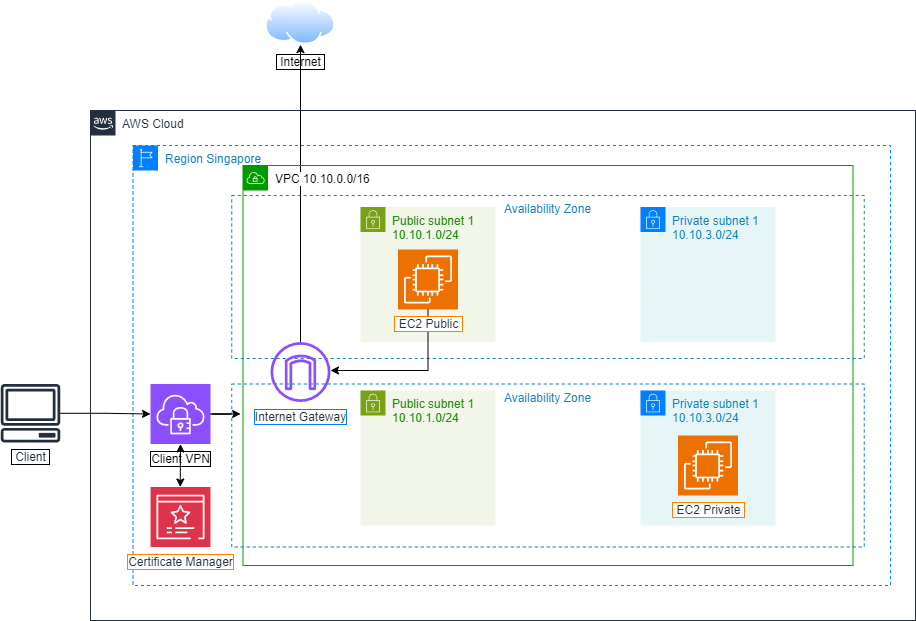 Internet
aws
AWS Cloud
Region Singapore
VPC 10.10.0.0/16
Availability Zone
Public subnet 1
10.10.1.0/24
Private subnet 1
10.10.3.0/24
EC2 Public
Internet Gateway
Availability Zone
Public subnet 1
10.10.1.0/24
Private subnet 1
10.10.3.0/24
Client
Client VPN
EC2 Private
Certificate Manager